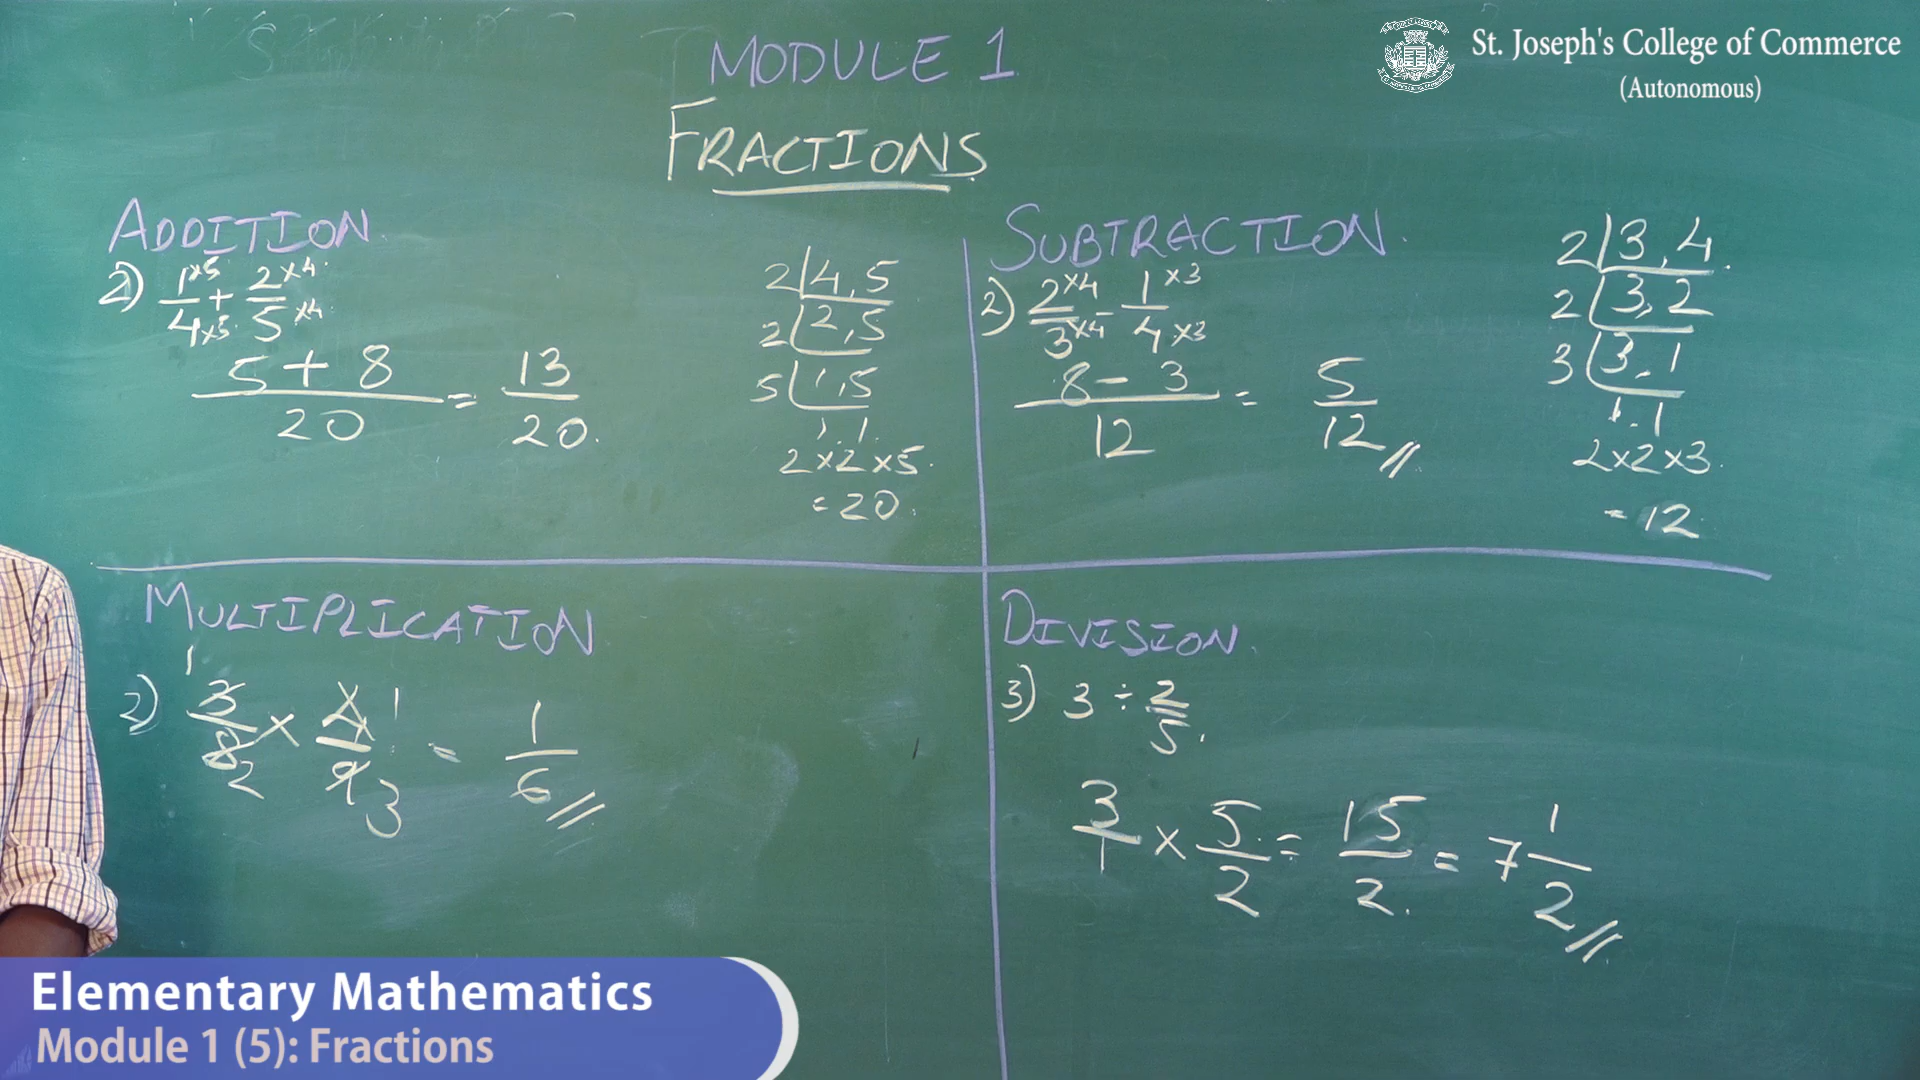 MODULE 1
FRACTIONS
St. Joseph's College of Commerce
(Autonomous)
ADDITION
2) 1×5/4×5 + 2×4/5×4
5 + 8 / 20 = 13/20.
2 | 4, 5
2 | 2, 5
5 | 1, 5
1, 1
2×2×5.
= 20.
SUBTRACTION.
2) 2×4/3×4 - 1×3/4×3
8 - 3 / 12 = 5/12 //
2 | 3, 4.
2 | 3, 2
3 | 3, 1
1, 1
2×2×3.
= 12.
MULTIPLICATION
1
2) 3/8 × 4/9 1 = 1/6 //
2 3
DIVISION.
3) 3 ÷ 2/5.
3/1 × 5/2 = 15/2. = 7 1/2 //
Elementary Mathematics
Module 1 (5): Fractions